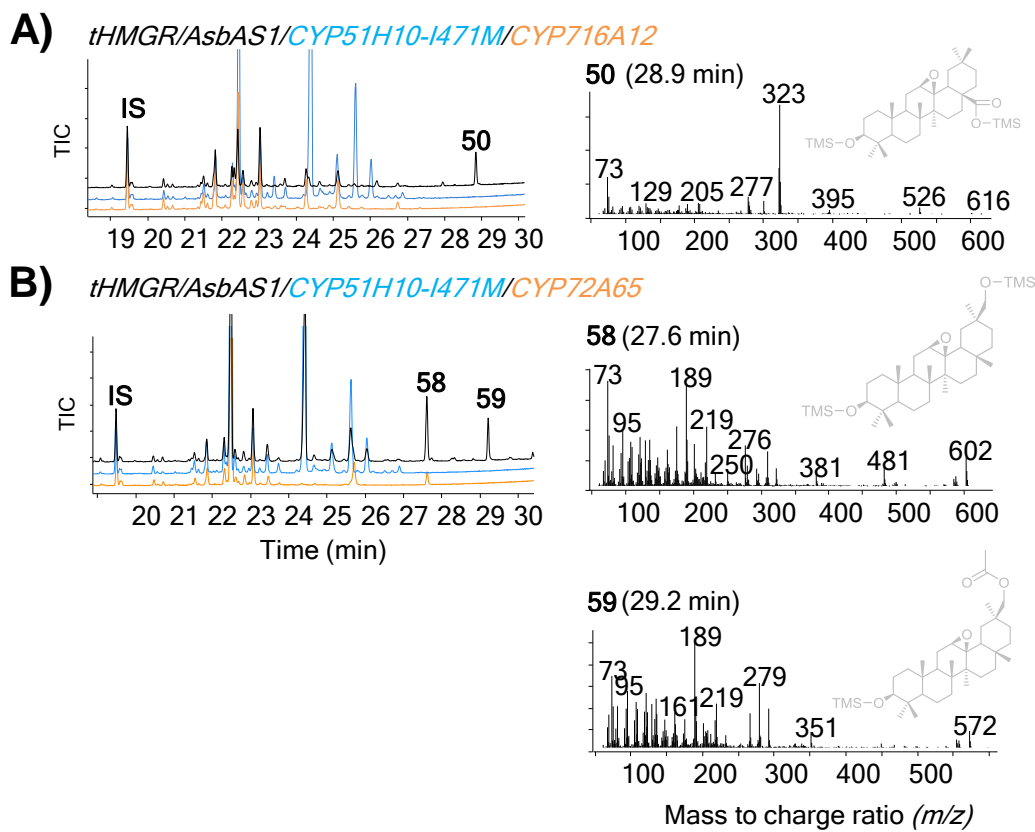 A)
tHMGR/AsbAS1/CYP51H10-I471M/CYP716A12
TIC
IS
50
19 20 21 22 23 24 25 26 27 28 29 30
50 (28.9 min)
73
129
205
277
323
395
526
616
100 200 300 400 500 600
O
O
O
TMS
TMS
O
B)
tHMGR/AsbAS1/CYP51H10-I471M/CYP72A65
TIC
IS
58
59
20 21 22 23 24 25 26 27 28 29 30
Time (min)
58 (27.6 min)
73
95
189
219
250
276
381
481
602
100 200 300 400 500 600
O
TMS
O
TMS
O
59 (29.2 min)
73
95
161
189
219
279
351
572
100 200 300 400 500
O
O
O
TMS
O
Mass to charge ratio (m/z)